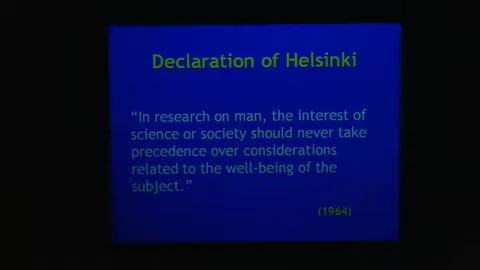 Declaration of Helsinki
“In research on man, the interest of
science or society should never take
precedence over considerations
related to the well-being of the
subject.”
(1964)